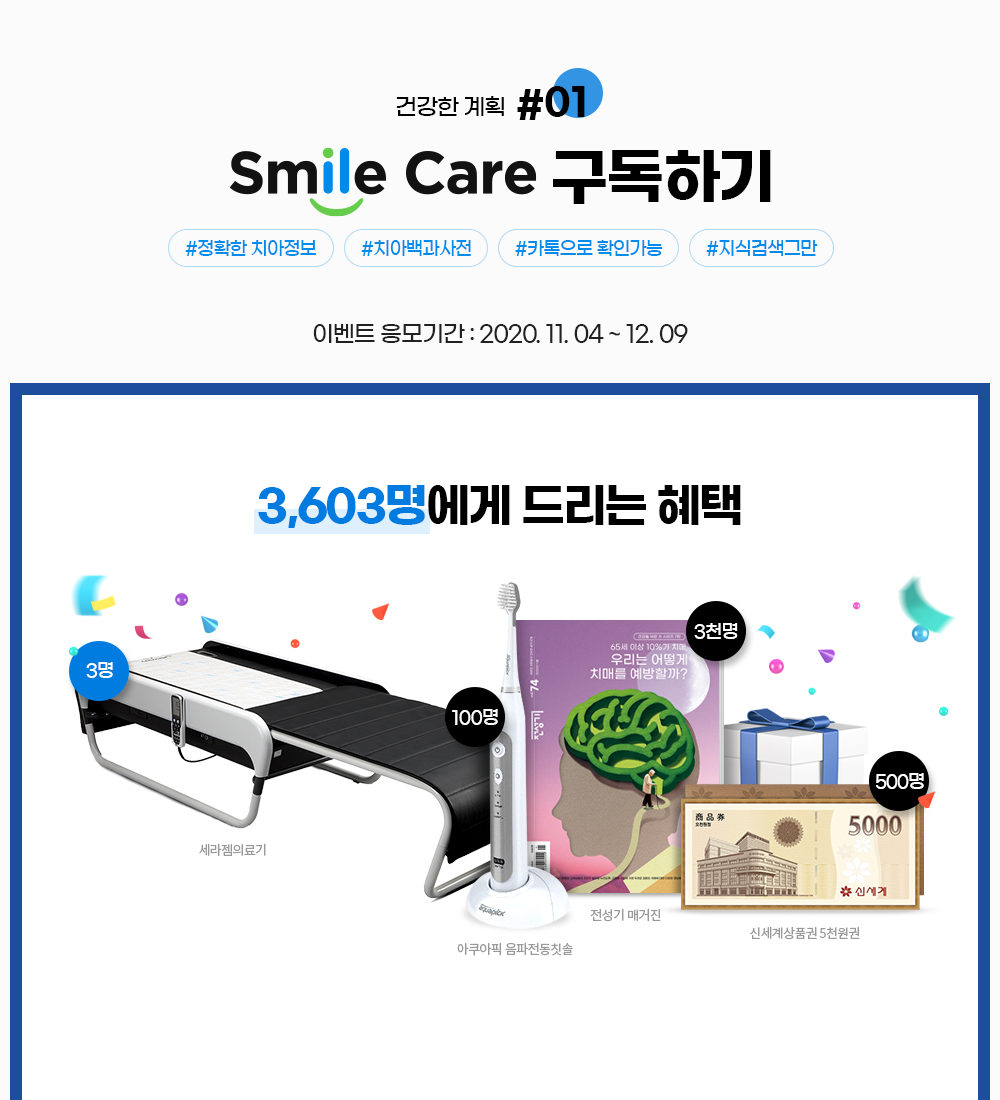 건강한 계획 #01
Smile Care 구독하기
#정확한 치아정보 #치아백과사전 #카톡으로 확인가능 #지식검색그만
이벤트 응모기간 : 2020. 11. 04 ~ 12. 09
3,603명에게 드리는 혜택
3명
100명
3천명
500명
65세 이상 10%가 치매,
우리는 어떻게
치매를 예방할까?
74
전성기
商品券
5000
신세계
aquapick
세라젬의료기
아쿠아픽 음파전동칫솔
전성기 매거진
신세계상품권 5천원권